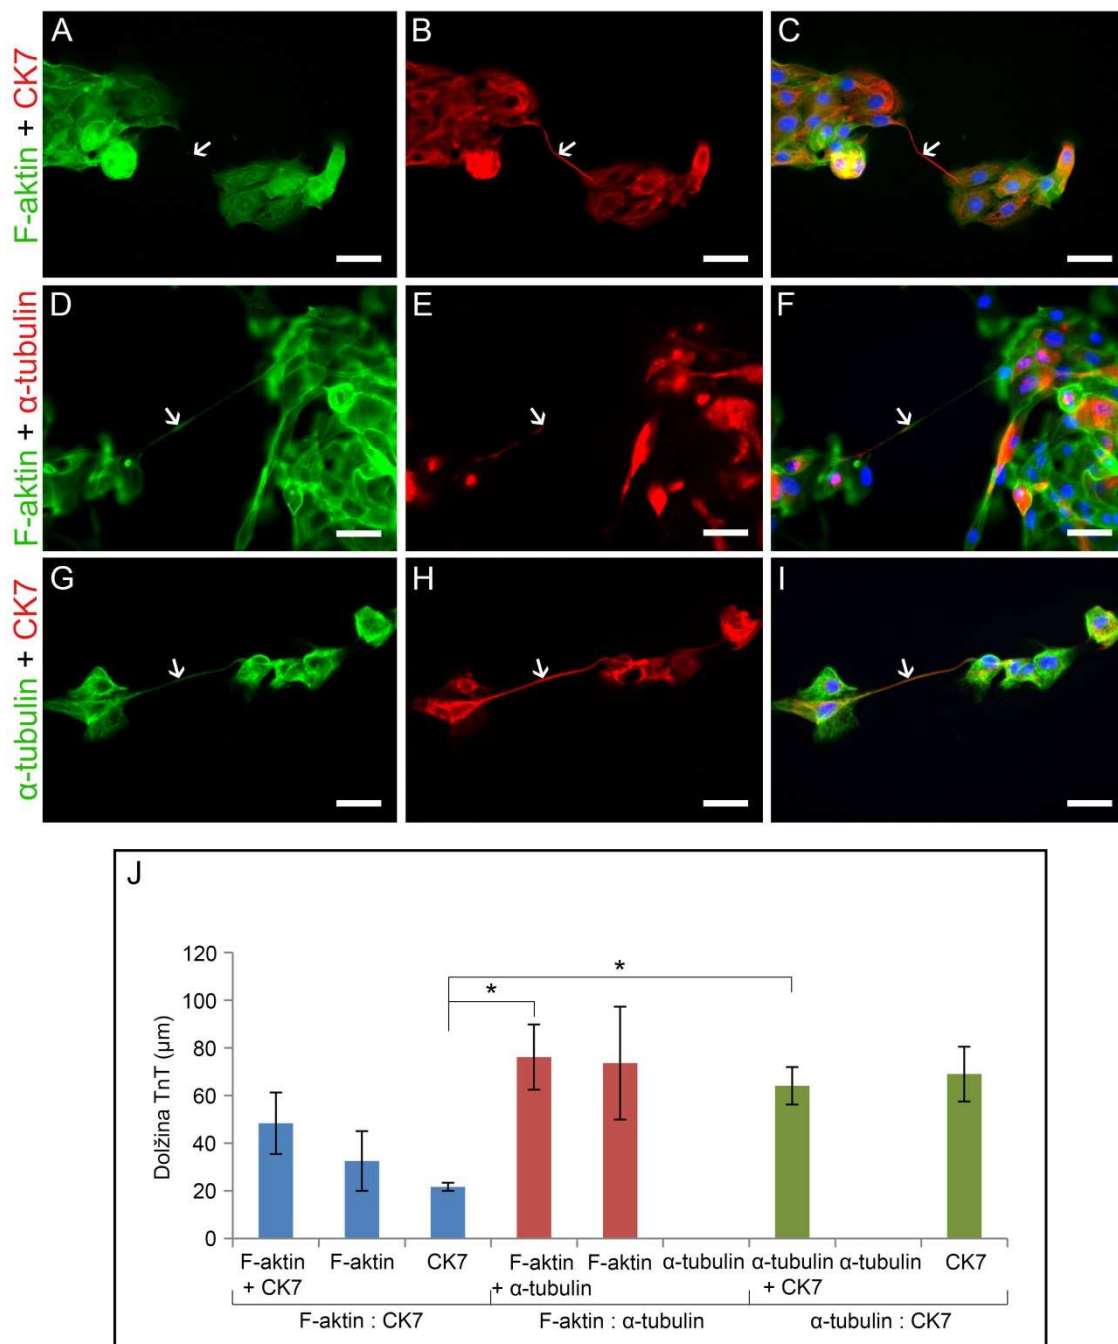 F-aktin + CK7
A
B
C
F-aktin + α-tubulin
D
E
F
α-tubulin + CK7
G
H
I
J
Dolžina TnT (µm)
120
100
80
60
40
20
0
*
*
F-aktin
+ CK7
F-aktin
CK7
F-aktin
+ α-tubulin
F-aktin
α-tubulin
α-tubulin
+ CK7
α-tubulin
CK7
F-aktin : CK7
F-aktin : α-tubulin
α-tubulin : CK7